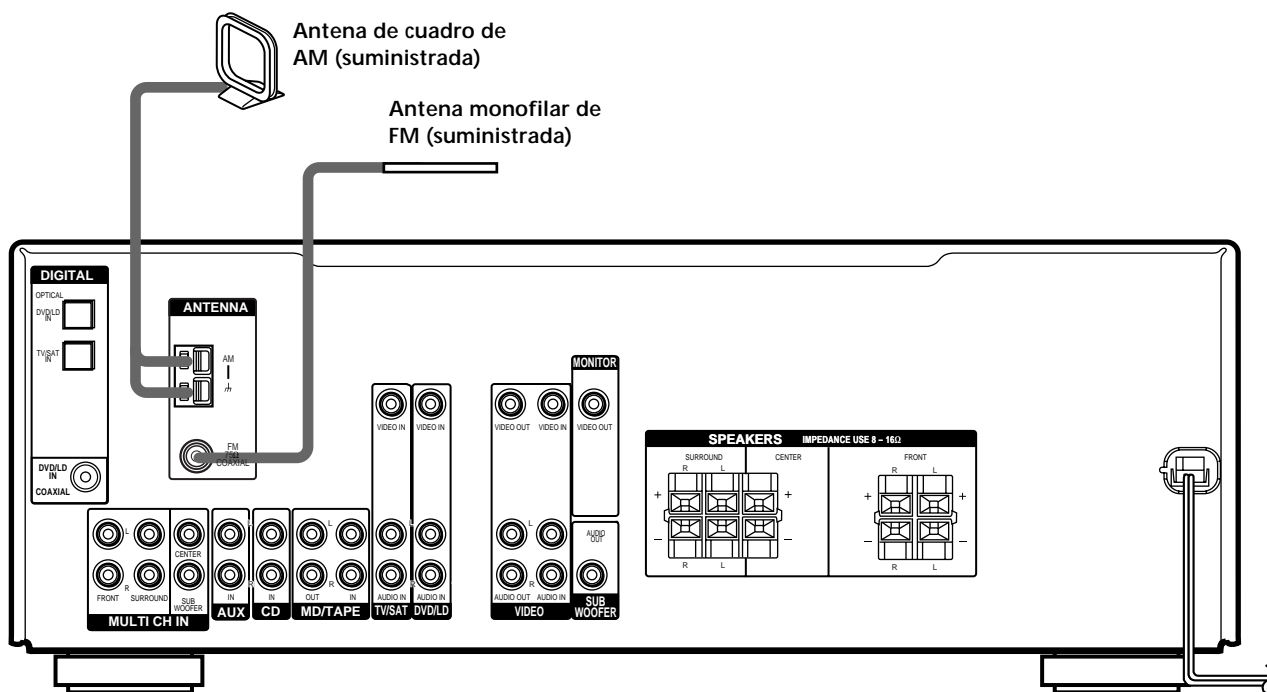 Antena de cuadro de
AM (suministrada)
Antena monofilar de
FM (suministrada)
DIGITAL
OPTICAL
DVD/LD
IN
TV/SAT
IN
DVD/LD
IN
COAXIAL
ANTENNA
AM
FM
75Ω
COAXIAL
L
R
CENTER
FRONT
SURROUND
SUB
WOOFER
MULTI CH IN
L
R
IN
AUX
IN
CD
L
R
OUT
IN
MD/TAPE
VIDEO IN
L
R
AUDIO IN
TV/SAT
VIDEO IN
AUDIO IN
DVD/LD
VIDEO OUT
VIDEO IN
L
R
AUDIO OUT
AUDIO IN
VIDEO
MONITOR
VIDEO OUT
AUDIO
OUT
SUB
WOOFER
SPEAKERS IMPEDANCE USE 8 – 16Ω
SURROUND
CENTER
FRONT
R L
R L
+ +
+ +
– –
– –
R L
R L